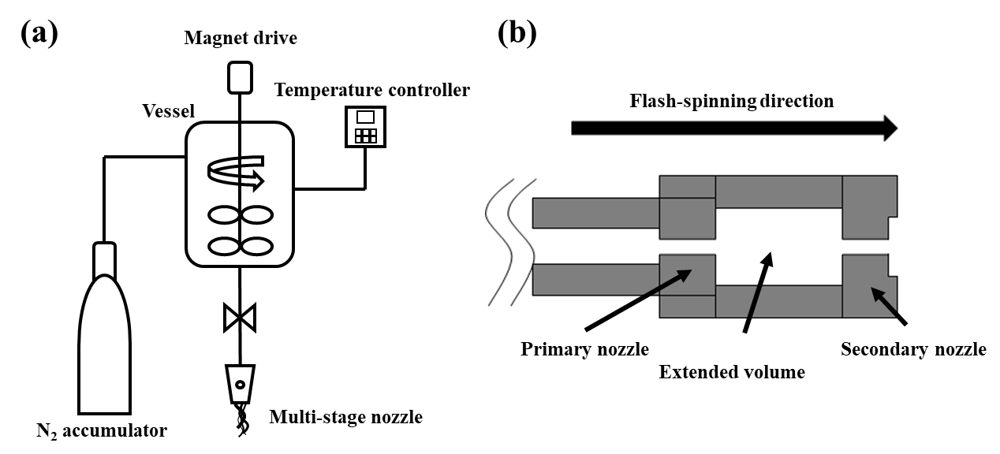 (a)
Magnet drive
Temperature controller
Vessel
N₂ accumulator
Multi-stage nozzle
(b)
Flash-spinning direction
Primary nozzle
Extended volume
Secondary nozzle